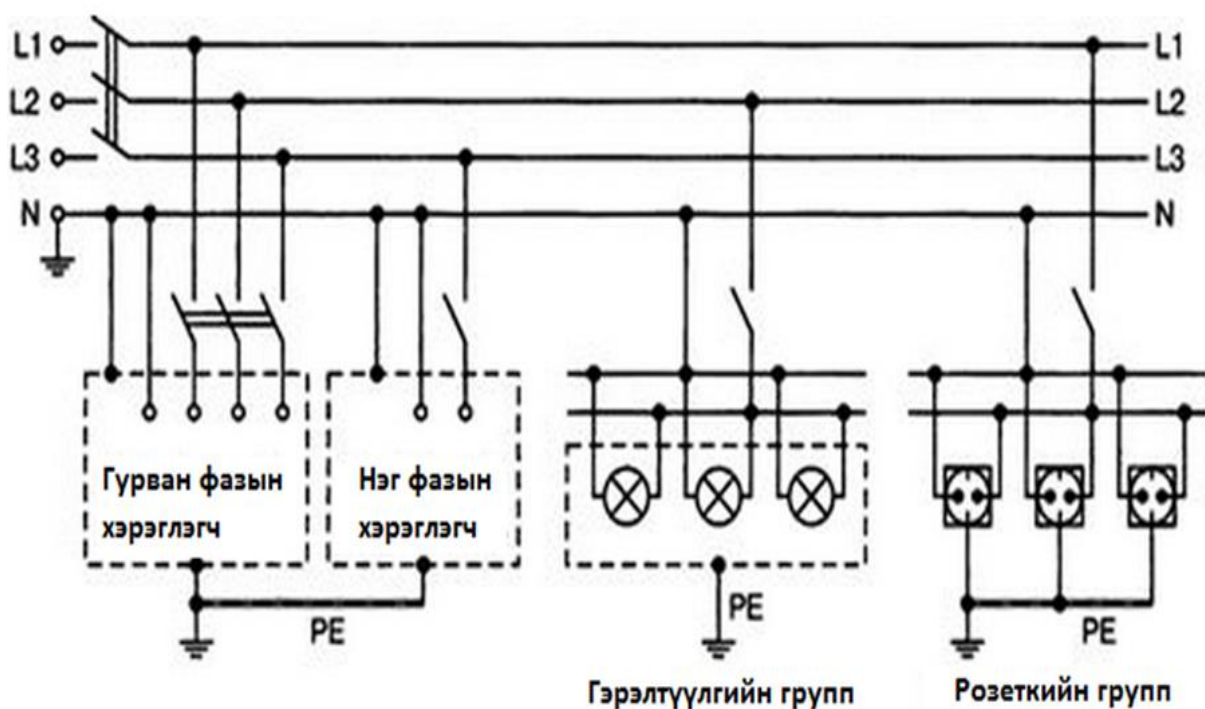 L1 L1
L2 L2
L3 L3
N N
Гурван фазын
хэрэглэгч
Нэг фазын
хэрэглэгч
PE
PE
PE
Гэрэлтүүлгийн групп
Розеткийн групп